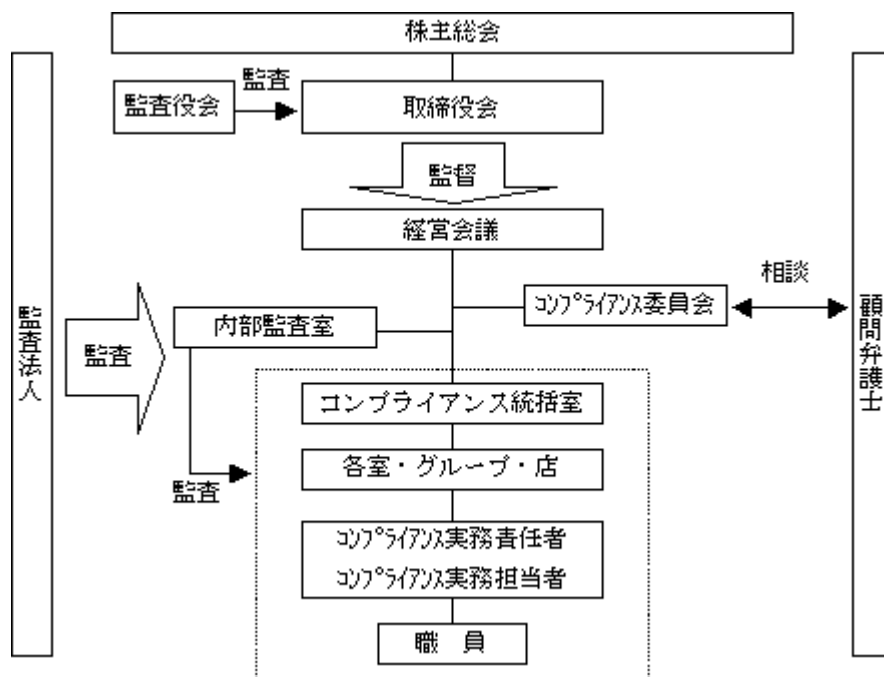 株主総会
監査
監査役会
取締役会
監督
経営会議
相談
コンプライアンス委員会
内部監査室
監査法人
監査
顧問弁護士
コンプライアンス統括室
各室・グループ・店
監査
コンプライアンス実務責任者
コンプライアンス実務担当者
職　員